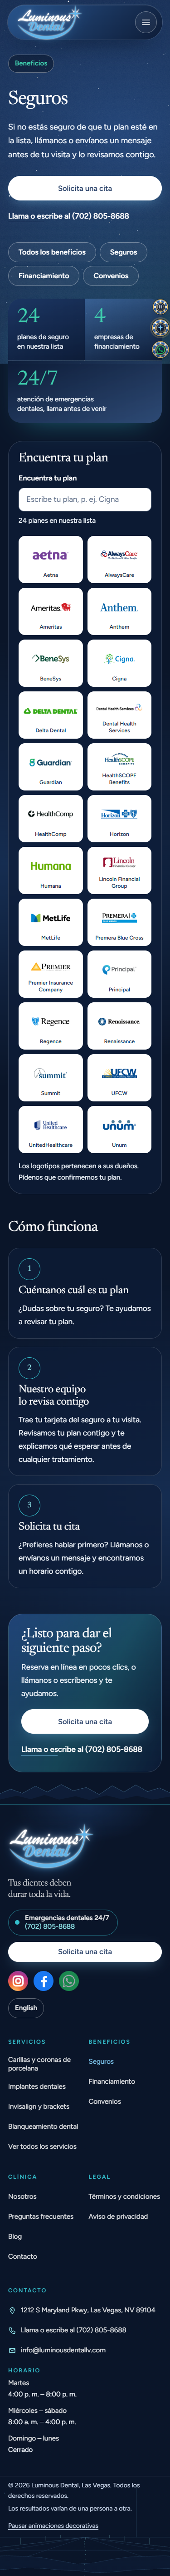 Luminous
Dental
Beneficios
Seguros
Si no estás seguro de que tu plan esté en
la lista, llámanos o envíanos un mensaje
antes de tu visita y lo revisamos contigo.
Solicita una cita
Llama o escribe al (702) 805-8688
Todos los beneficios
Seguros
Financiamiento
Convenios
24
planes de seguro
en nuestra lista
4
empresas de
financiamiento
24/7
atención de emergencias
dentales, llama antes de venir
Encuentra tu plan
Encuentra tu plan
Escribe tu plan, p. ej. Cigna
24 planes en nuestra lista
aetna
Aetna
AlwaysCare
AlwaysCare
Ameritas
Ameritas
Anthem
Anthem
BeneSys
BeneSys
Cigna
Cigna
DELTA DENTAL
Delta Dental
Dental Health Services
Dental Health
Services
Guardian
Guardian
HealthSCOPE
BENEFITS
HealthSCOPE
Benefits
HealthComp
HealthComp
Horizon
Horizon
Humana
Humana
Lincoln
Financial
Lincoln Financial
Group
MetLife
MetLife
PREMERA
Premera Blue Cross
PREMIER
Premier Insurance
Company
Principal
Principal
Regence
Regence
Renaissance
Renaissance
summit
Summit
UFCW
UFCW
United
Healthcare
UnitedHealthcare
unum
Unum
Los logotipos pertenecen a sus dueños.
Pídenos que confirmemos tu plan.
Cómo funciona
1
Cuéntanos cuál es tu plan
¿Dudas sobre tu seguro? Te ayudamos
a revisar tu plan.
2
Nuestro equipo
lo revisa contigo
Trae tu tarjeta del seguro a tu visita.
Revisamos tu plan contigo y te
explicamos qué esperar antes de
cualquier tratamiento.
3
Solicita tu cita
¿Prefieres hablar primero? Llámanos o
envíanos un mensaje y encontramos
un horario contigo.
¿Listo para dar el
siguiente paso?
Reserva en línea en pocos clics, o
llámanos o escríbenos y te
ayudamos.
Solicita una cita
Llama o escribe al (702) 805-8688
Luminous
Dental
Tus dientes deben
durar toda la vida.
Emergencias dentales 24/7
(702) 805-8688
Solicita una cita
English
SERVICIOS
Carillas y coronas de
porcelana
Implantes dentales
Invisalign y brackets
Blanqueamiento dental
Ver todos los servicios
BENEFICIOS
Seguros
Financiamiento
Convenios
CLÍNICA
Nosotros
Preguntas frecuentes
Blog
Contacto
LEGAL
Términos y condiciones
Aviso de privacidad
CONTACTO
1212 S Maryland Pkwy, Las Vegas, NV 89104
Llama o escribe al (702) 805-8688
info@luminousdentallv.com
HORARIO
Martes
4:00 p. m. – 8:00 p. m.
Miércoles – sábado
8:00 a. m. – 4:00 p. m.
Domingo – lunes
Cerrado
© 2026 Luminous Dental, Las Vegas. Todos los
derechos reservados.
Los resultados varían de una persona a otra.
Pausar animaciones decorativas